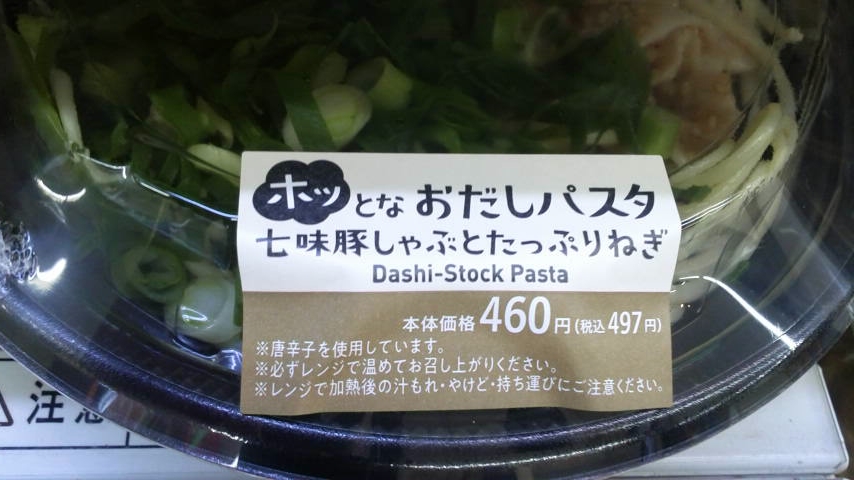 ホッとな おだしパスタ
七味豚しゃぶとたっぷりねぎ
Dashi-Stock Pasta
本体価格 460円(税込 497円)
※唐辛子を使用しています。
※必ずレンジで温めてお召し上がりください。
※レンジで加熱後の汁もれ・やけど・持ち運びにご注意ください。
注意